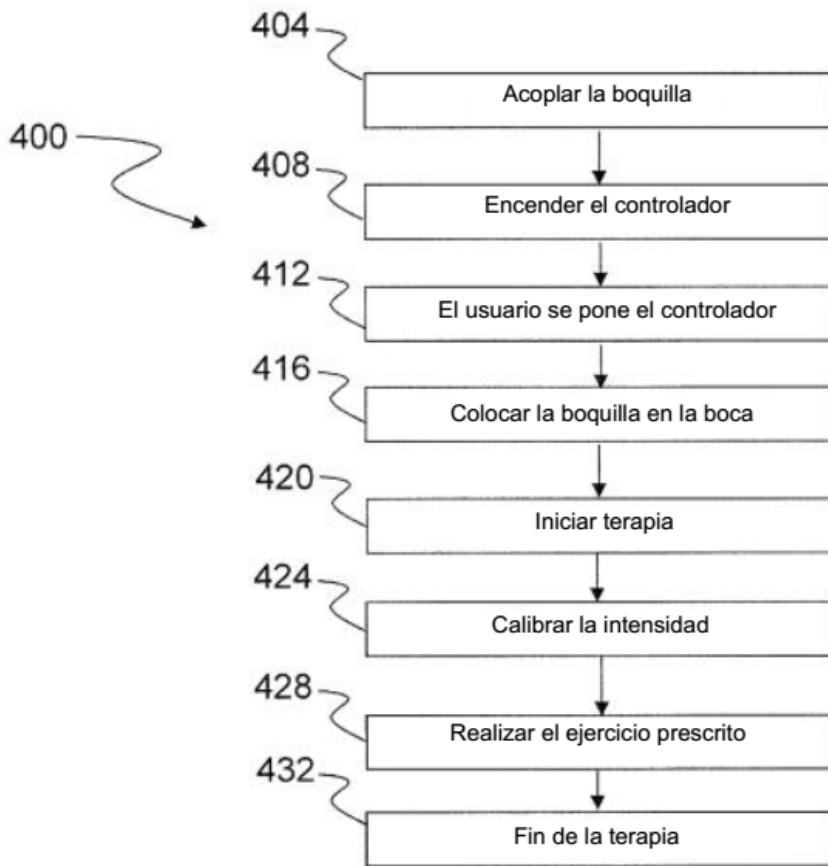 404
Acoplar la boquilla
400
408
Encender el controlador
412
El usuario se pone el controlador
416
Colocar la boquilla en la boca
420
Iniciar terapia
424
Calibrar la intensidad
428
Realizar el ejercicio prescrito
432
Fin de la terapia